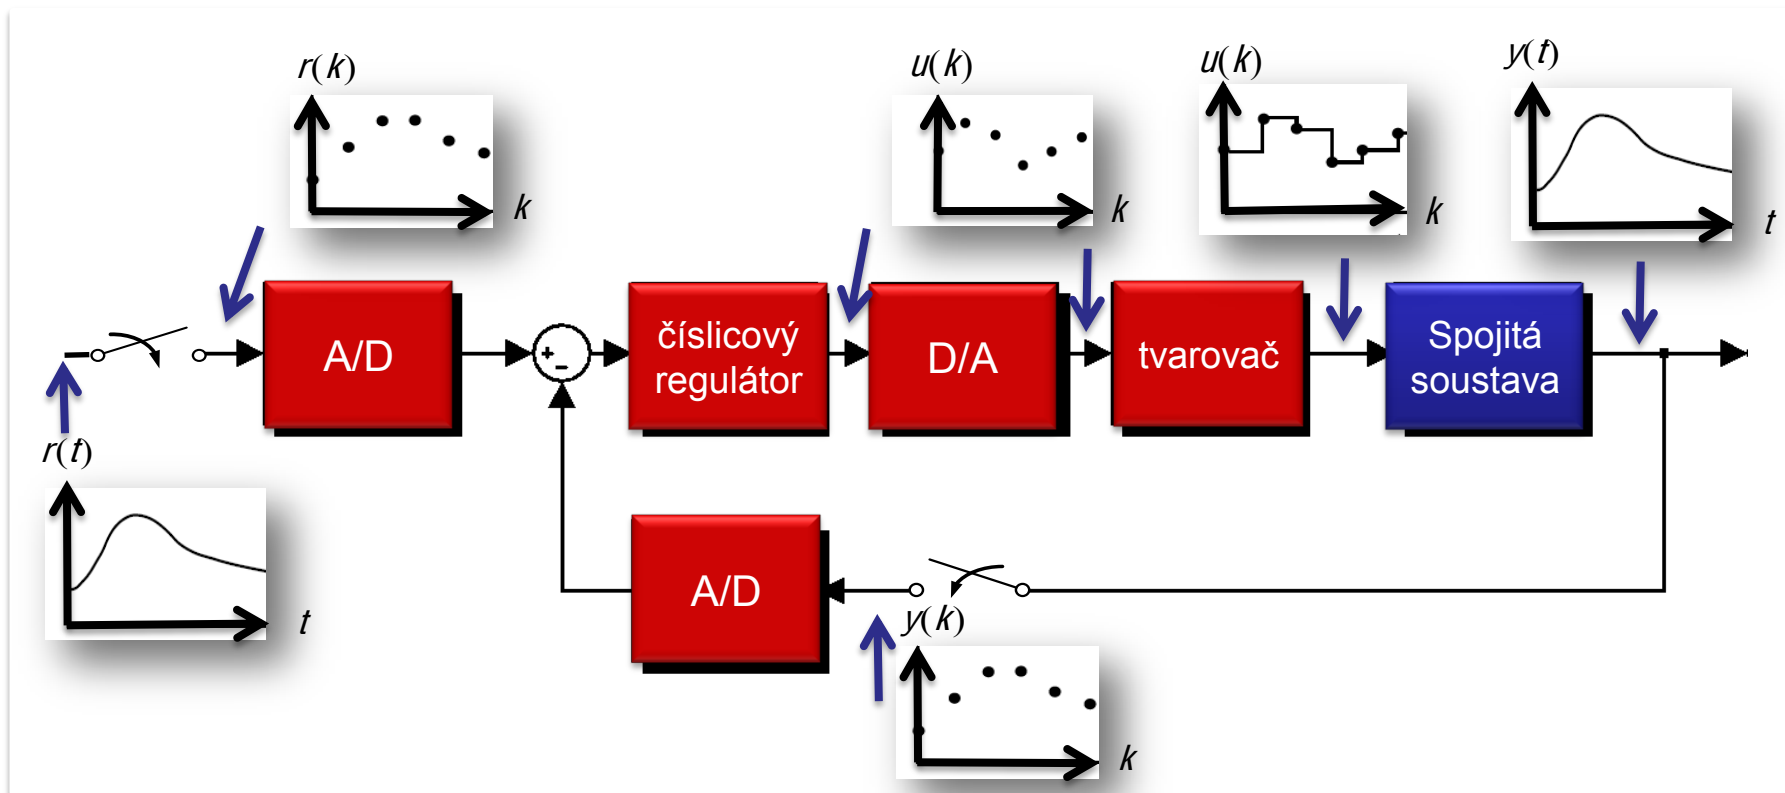 r(k)
k
u(k)
k
u(k)
k
y(t)
t
A/D
+
-
číslicový
regulátor
D/A
tvarovač
Spojitá
soustava
r(t)
t
A/D
y(k)
k